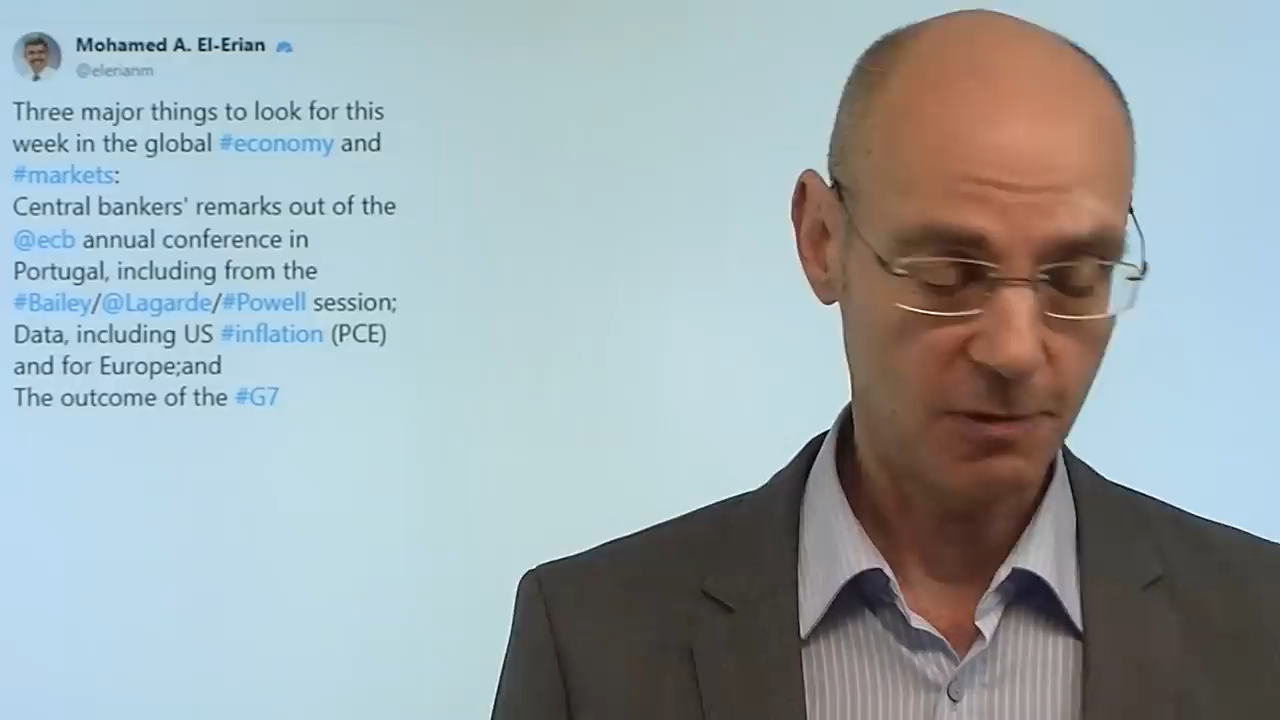 Mohamed A. El-Erian
@elerianm
Three major things to look for this
week in the global #economy and
#markets:
Central bankers' remarks out of the
@ecb annual conference in
Portugal, including from the
#Bailey/@Lagarde/#Powell session;
Data, including US #inflation (PCE)
and for Europe;and
The outcome of the #G7